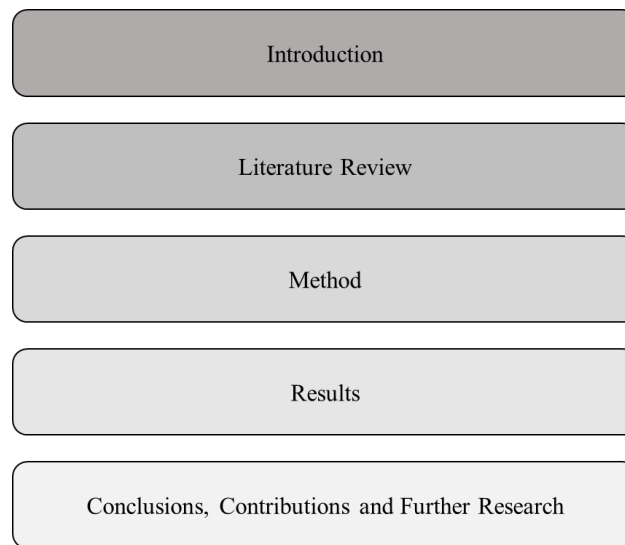 Introduction
Literature Review
Method
Results
Conclusions, Contributions and Further Research